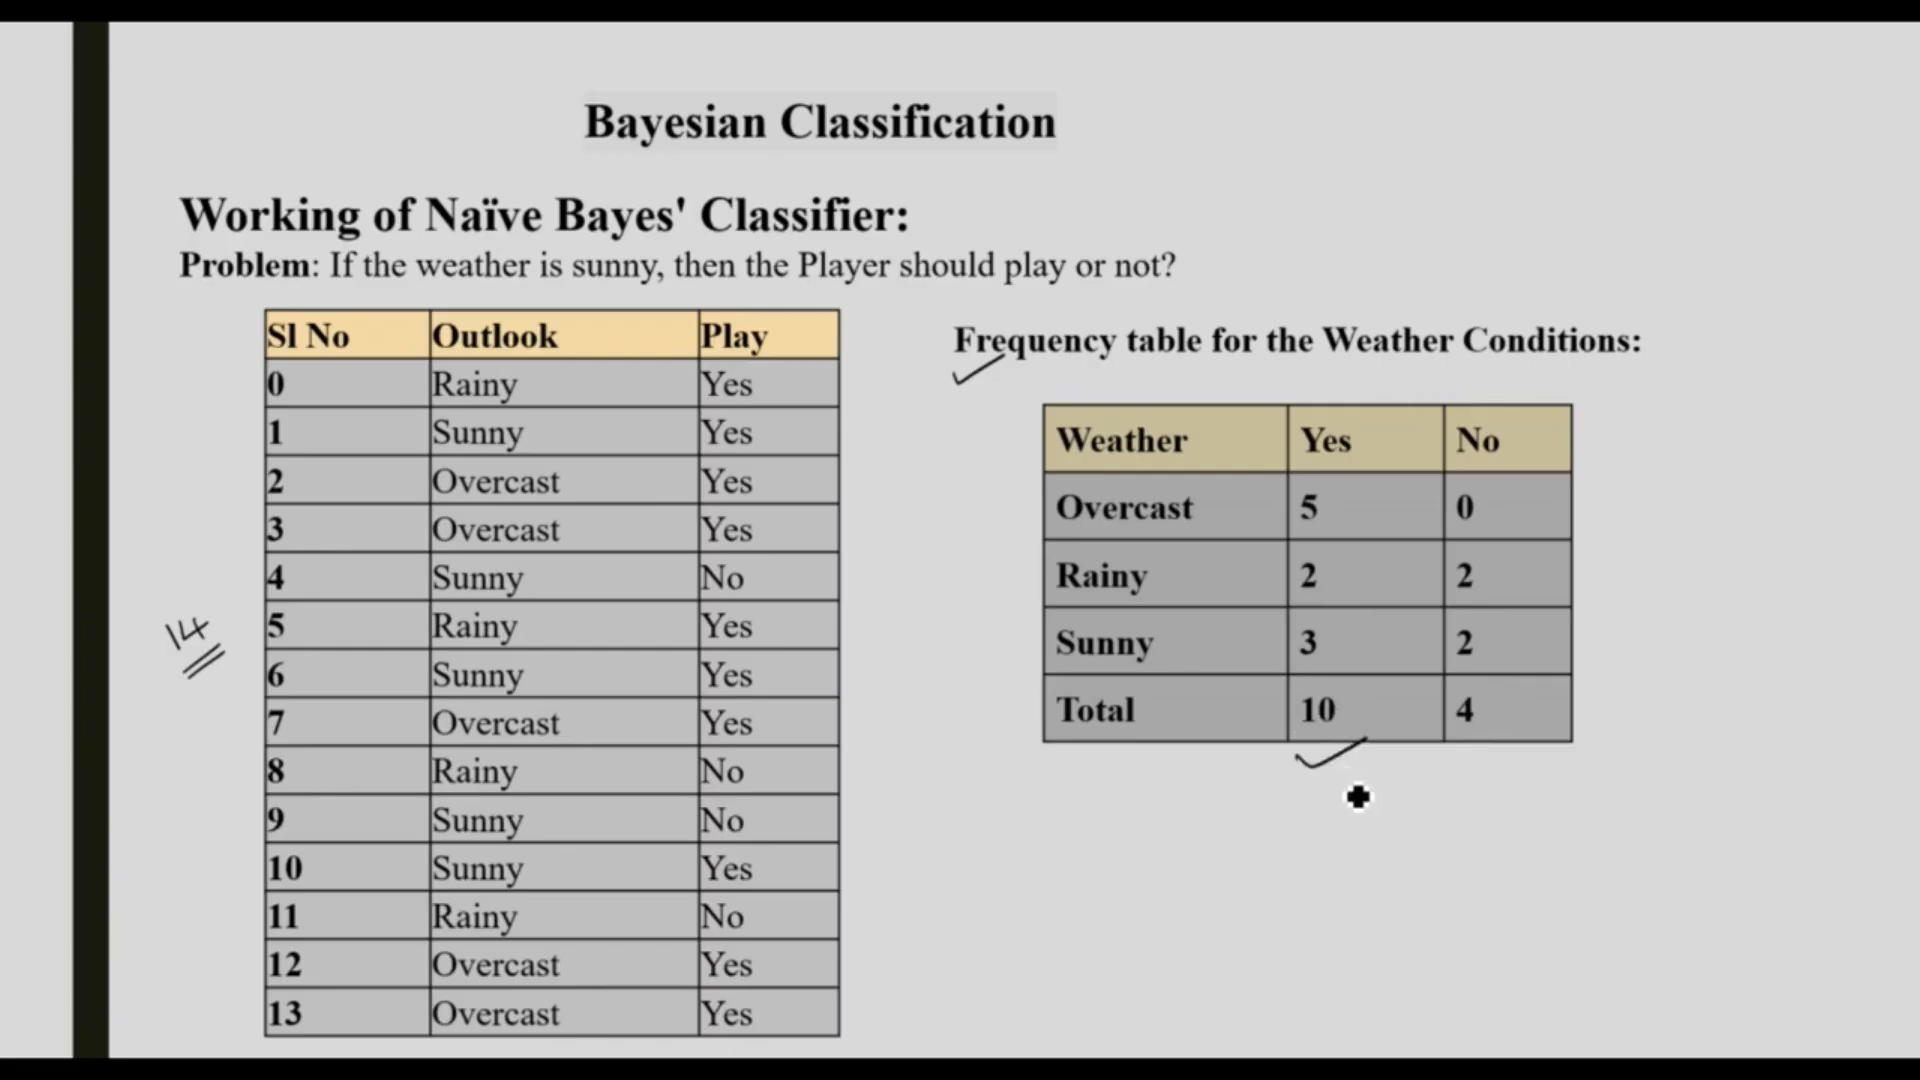 Bayesian Classification
Working of Naïve Bayes' Classifier:
Problem: If the weather is sunny, then the Player should play or not?
Sl No Outlook Play
0 Rainy Yes
1 Sunny Yes
2 Overcast Yes
3 Overcast Yes
4 Sunny No
5 Rainy Yes
6 Sunny Yes
7 Overcast Yes
8 Rainy No
9 Sunny No
10 Sunny Yes
11 Rainy No
12 Overcast Yes
13 Overcast Yes
14
Frequency table for the Weather Conditions:
Weather Yes No
Overcast 5 0
Rainy 2 2
Sunny 3 2
Total 10 4